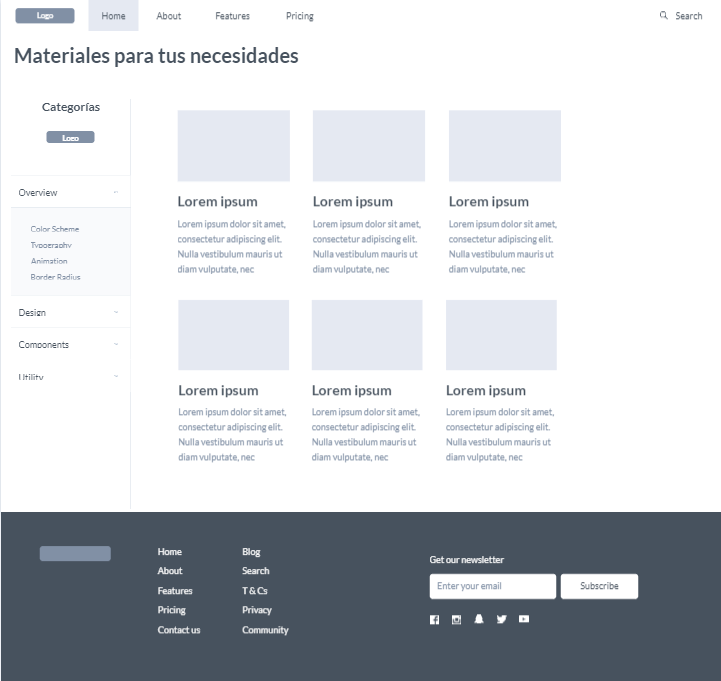 Logo
Home
About
Features
Pricing
Search
Materiales para tus necesidades
Categorías
Logo
Overview
Color Scheme
Typography
Animation
Border Radius
Design
Components
Utility
Lorem ipsum
Lorem ipsum dolor sit amet,
consectetur adipiscing elit.
Nulla vestibulum mauris ut
diam vulputate, nec
Lorem ipsum
Lorem ipsum dolor sit amet,
consectetur adipiscing elit.
Nulla vestibulum mauris ut
diam vulputate, nec
Lorem ipsum
Lorem ipsum dolor sit amet,
consectetur adipiscing elit.
Nulla vestibulum mauris ut
diam vulputate, nec
Lorem ipsum
Lorem ipsum dolor sit amet,
consectetur adipiscing elit.
Nulla vestibulum mauris ut
diam vulputate, nec
Lorem ipsum
Lorem ipsum dolor sit amet,
consectetur adipiscing elit.
Nulla vestibulum mauris ut
diam vulputate, nec
Lorem ipsum
Lorem ipsum dolor sit amet,
consectetur adipiscing elit.
Nulla vestibulum mauris ut
diam vulputate, nec
Home
About
Features
Pricing
Contact us
Blog
Search
T & Cs
Privacy
Community
Get our newsletter
Enter your email
Subscribe